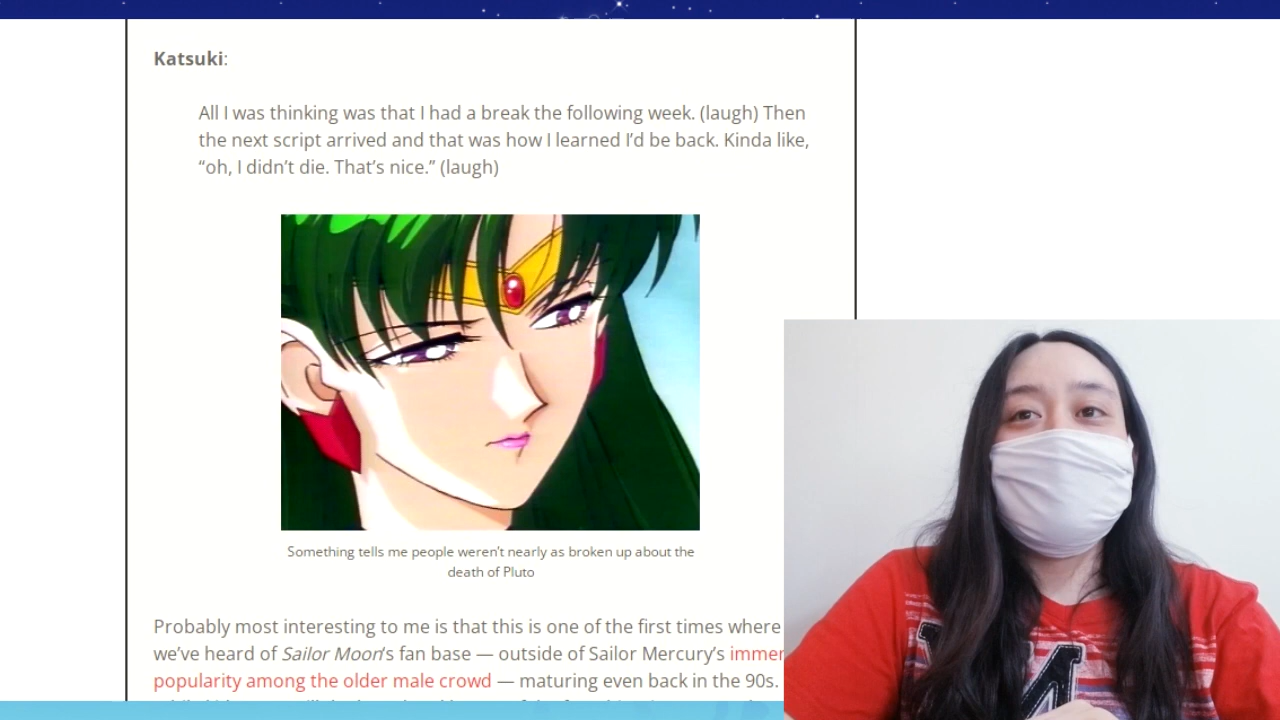 Katsuki:
All I was thinking was that I had a break the following week. (laugh) Then
the next script arrived and that was how I learned I’d be back. Kinda like,
“oh, I didn’t die. That’s nice.” (laugh)
Something tells me people weren't nearly as broken up about the
death of Pluto
Probably most interesting to me is that this is one of the first times where
we’ve heard of Sailor Moon’s fan base — outside of Sailor Mercury’s
popularity among the older male crowd — maturing even back in the 90s.